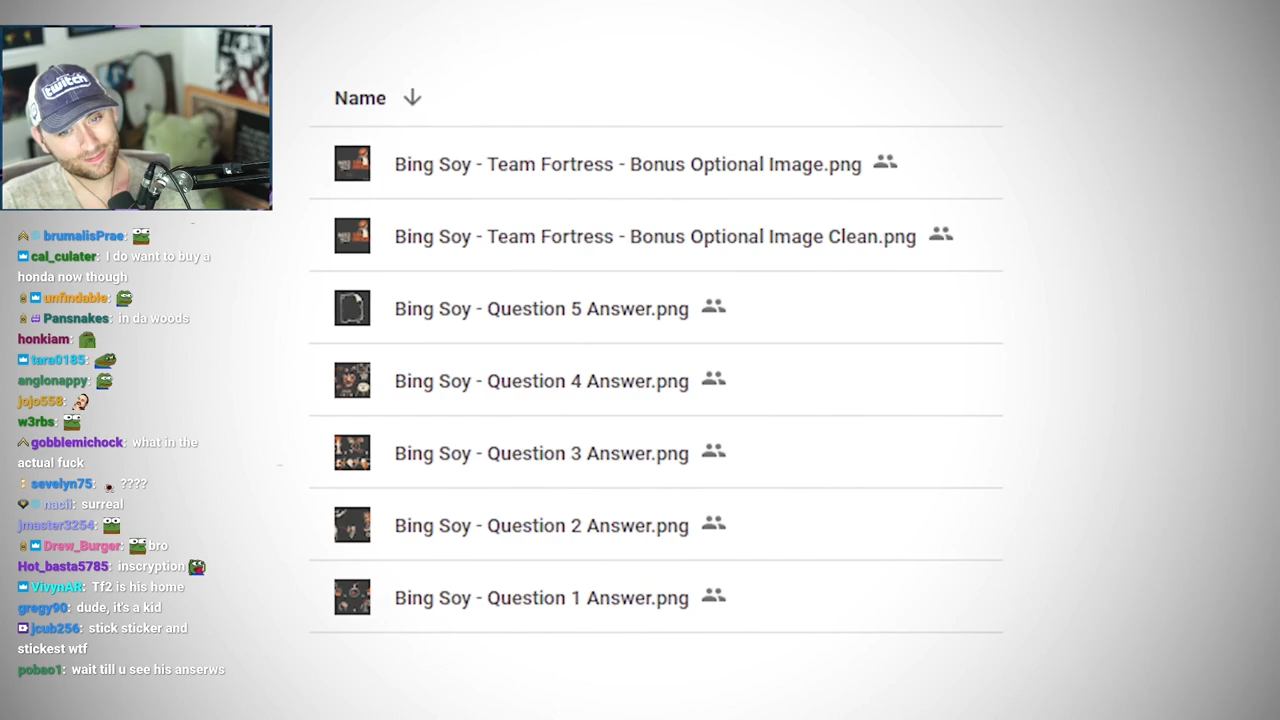 twitch
Name
Bing Soy - Team Fortress - Bonus Optional Image.png
Bing Soy - Team Fortress - Bonus Optional Image Clean.png
Bing Soy - Question 5 Answer.png
Bing Soy - Question 4 Answer.png
Bing Soy - Question 3 Answer.png
Bing Soy - Question 2 Answer.png
Bing Soy - Question 1 Answer.png
brumalisPrae:
cal_culater: I do want to buy a
honda now though
unfindable:
Pansnakes: in da woods
honkiam:
tara0185:
anglonappy:
jojo558:
w3rbs:
gobblemichock: what in the
actual fuck
sevelyn75: ????
nacii: surreal
jmaster3254:
Drew_Burger: bro
Hot_basta5785: inscryption
VivynAR: Tf2 is his home
gregy90: dude, it's a kid
jcub256: stick sticker and
stickest wtf
pobao1: wait till u see his anserws